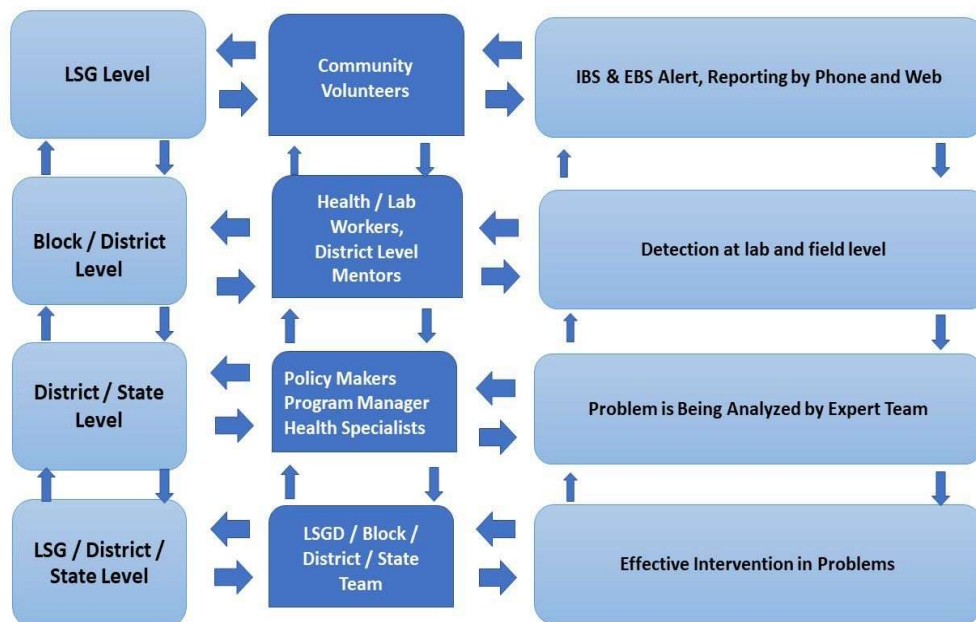 LSG Level
Community
Volunteers
IBS & EBS Alert, Reporting by Phone and Web
Block / District
Level
Health / Lab
Workers,
District Level
Mentors
Detection at lab and field level
District / State
Level
Policy Makers
Program Manager
Health Specialists
Problem is Being Analyzed by Expert Team
LSG / District /
State Level
LSGD / Block /
District / State
Team
Effective Intervention in Problems